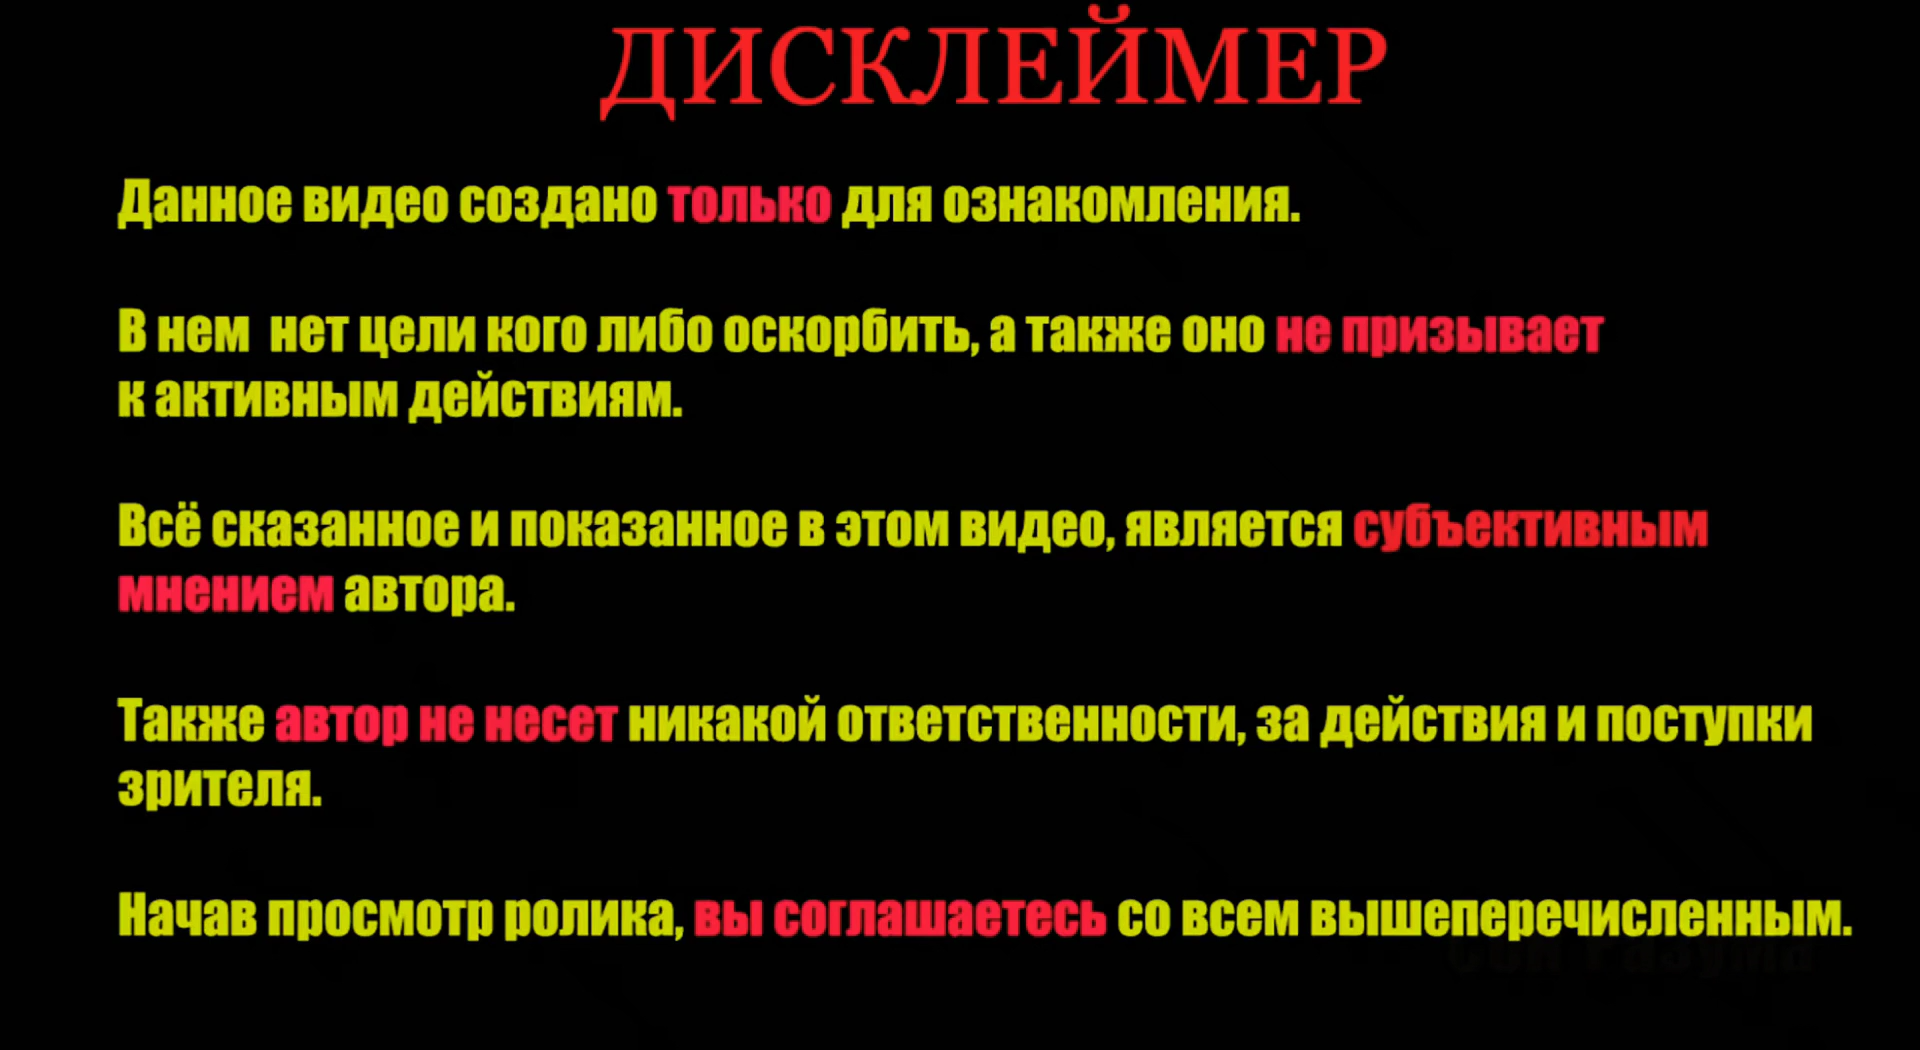 ДИСКЛЕЙМЕР
Данное видео создано только для ознакомления.
В нем  нет цели кого либо оскорбить, а также оно не призывает
к активным действиям.
Всё сказанное и показанное в этом видео, является субъективным
мнением автора.
Также автор не несет никакой ответственности, за действия и поступки
зрителя.
Начав просмотр ролика, вы соглашаетесь со всем вышеперечисленным.